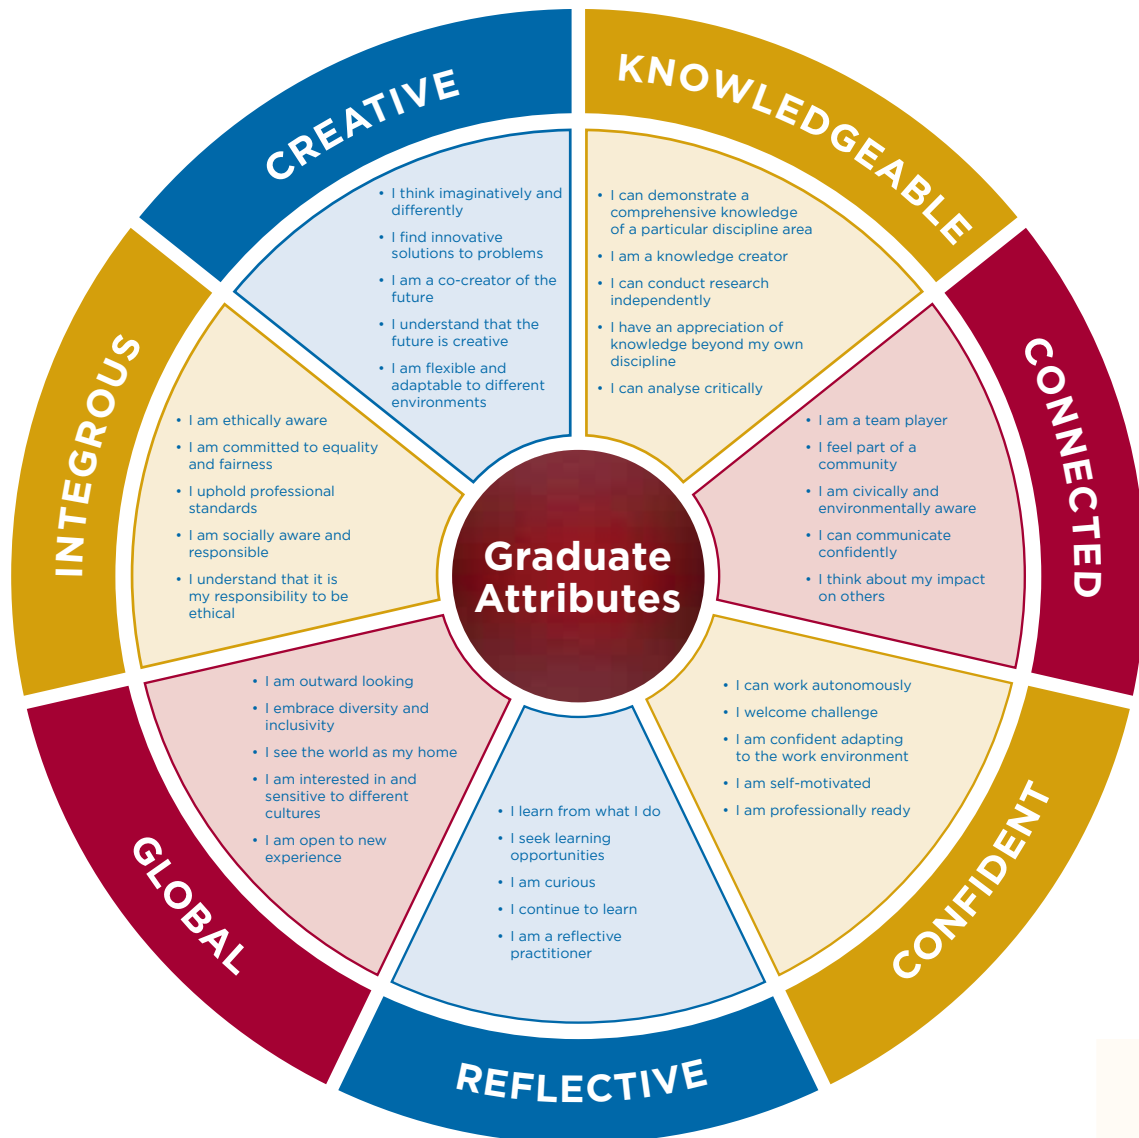 CREATIVE
• I think imaginatively and
differently
• I find innovative
solutions to problems
• I am a co-creator of the
future
• I understand that the
future is creative
• I am flexible and
adaptable to different
environments
KNOWLEDGEABLE
• I can demonstrate a
comprehensive knowledge
of a particular discipline area
• I am a knowledge creator
• I can conduct research
independently
• I have an appreciation of
knowledge beyond my own
discipline
• I can analyse critically
CONNECTED
• I am a team player
• I feel part of a
community
• I am civically and
environmentally aware
• I can communicate
confidently
• I think about my impact
on others
CONFIDENT
• I can work autonomously
• I welcome challenge
• I am confident adapting
to the work environment
• I am self-motivated
• I am professionally ready
REFLECTIVE
• I learn from what I do
• I seek learning
opportunities
• I am curious
• I continue to learn
• I am a reflective
practitioner
GLOBAL
• I am outward looking
• I embrace diversity and
inclusivity
• I see the world as my home
• I am interested in and
sensitive to different
cultures
• I am open to new
experience
INTEGROUS
• I am ethically aware
• I am committed to equality
and fairness
• I uphold professional
standards
• I am socially aware and
responsible
• I understand that it is
my responsibility to be
ethical
Graduate
Attributes